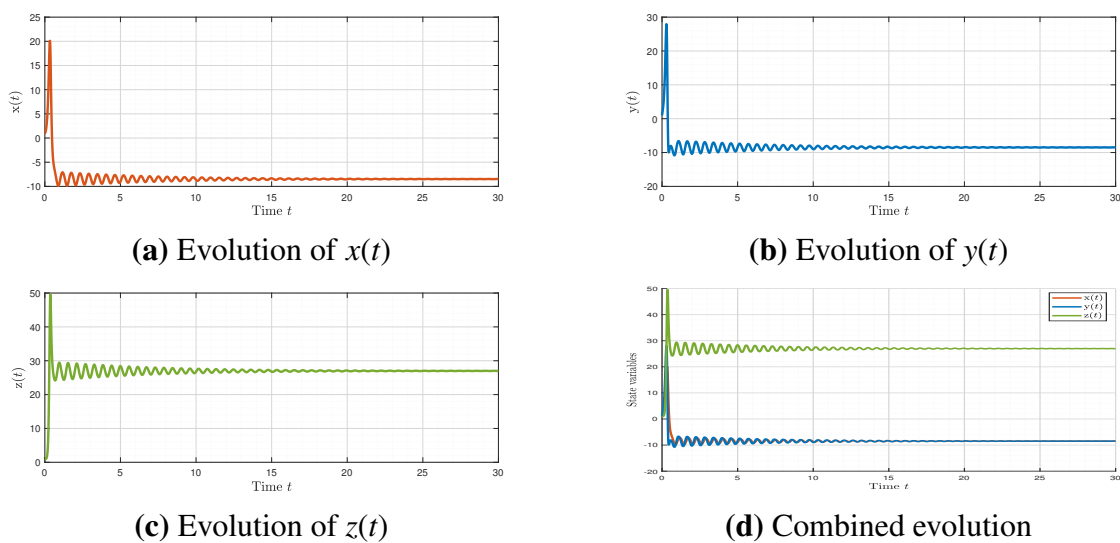 25
20
15
10
5
0
-5
-10
x(t)
0 5 10 15 20 25 30
Time t
(a) Evolution of x(t)
30
20
10
0
-10
-20
y(t)
0 5 10 15 20 25 30
Time t
(b) Evolution of y(t)
50
40
30
20
10
0
z(t)
0 5 10 15 20 25 30
Time t
(c) Evolution of z(t)
50
40
30
20
10
0
-10
-20
State variables
x(t)
y(t)
z(t)
0 5 10 15 20 25 30
Time t
(d) Combined evolution